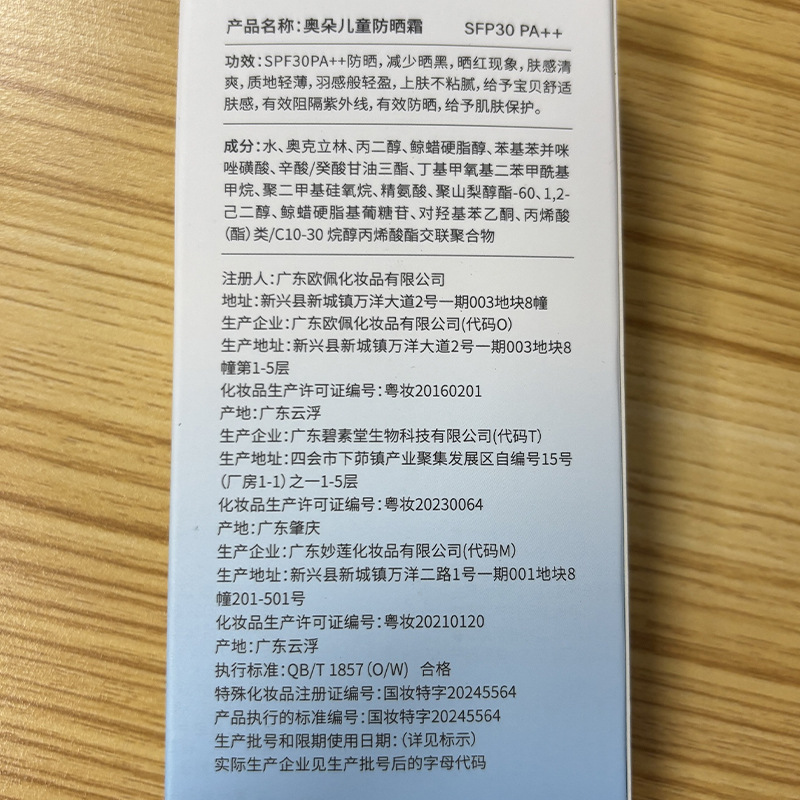 产品名称:奥朵儿童防晒霜 SFP30 PA++
功效:SPF30PA++防晒,减少晒黑,晒红现象,肤感清
爽,质地轻薄,羽感般轻盈,上肤不粘腻,给予宝贝舒适
肤感,有效阻隔紫外线,有效防晒,给予肌肤保护。
成分:水、奥克立林、丙二醇、鲸蜡硬脂醇、苯基苯并咪
唑磺酸、辛酸/癸酸甘油三酯、丁基甲氧基二苯甲酰基
甲烷、聚二甲基硅氧烷、精氨酸、聚山梨醇酯-60、1,2-
己二醇、鲸蜡硬脂基葡糖苷、对羟基苯乙酮、丙烯酸
(酯)类/C10-30 烷醇丙烯酸酯交联聚合物
注册人:广东欧佩化妆品有限公司
地址:新兴县新城镇万洋大道2号一期003地块8幢
生产企业:广东欧佩化妆品有限公司(代码O)
生产地址:新兴县新城镇万洋大道2号一期003地块8
幢第1-5层
化妆品生产许可证编号:粤妆20160201
产地:广东云浮
生产企业:广东碧素堂生物科技有限公司(代码T)
生产地址:四会市下茆镇产业聚集发展区自编号15号
(厂房1-1)之一1-5层
化妆品生产许可证编号:粤妆20230064
产地:广东肇庆
生产企业:广东妙莲化妆品有限公司(代码M)
生产地址:新兴县新城镇万洋二路1号一期001地块8
幢201-501号
化妆品生产许可证编号:粤妆20210120
产地:广东云浮
执行标准:QB/T 1857(O/W) 合格
特殊化妆品注册证编号:国妆特字20245564
产品执行的标准编号:国妆特字20245564
生产批号和限期使用日期:(详见标示)
实际生产企业见生产批号后的字母代码